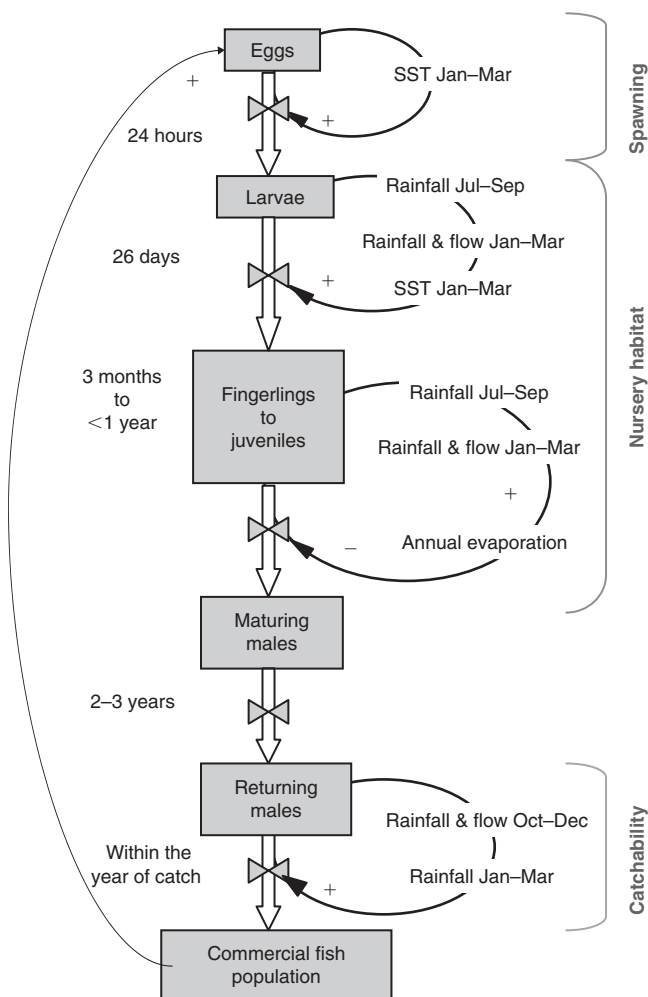 Eggs
SST Jan–Mar
+
+
24 hours
Spawning
Larvae
Rainfall Jul–Sep
Rainfall & flow Jan–Mar
26 days
+
SST Jan–Mar
Nursery habitat
3 months
to
<1 year
Fingerlings
to
juveniles
Rainfall Jul–Sep
Rainfall & flow Jan–Mar
+
−
Annual evaporation
Maturing
males
2–3 years
Returning
males
Rainfall & flow Oct–Dec
Within the
year of catch
Rainfall Jan–Mar
+
Catchability
Commercial fish
population